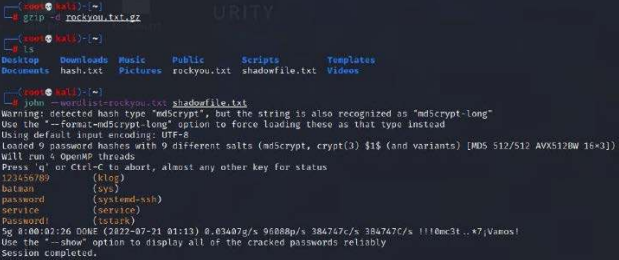 URITY
┌──(root㉿kali)-[~]
└─# gzip -d rockyou.txt.gz
┌──(root㉿kali)-[~]
└─# ls
Desktop Downloads Music Public Scripts Templates
Documents hash.txt Pictures rockyou.txt shadowfile.txt Videos
┌──(root㉿kali)-[~]
└─# john --wordlist=rockyou.txt shadowfile.txt
Warning: detected hash type "md5crypt", but the string is also recognized as "md5crypt-long"
Use the "--format=md5crypt-long" option to force loading these as that type instead
Using default input encoding: UTF-8
Loaded 9 password hashes with 9 different salts (md5crypt, crypt(3) $1$ (and variants) [MD5 512/512 AVX512BW 16×3])
Will run 4 OpenMP threads
Press 'q' or Ctrl-C to abort, almost any other key for status
123456789 (klog)
batman (sys)
password (systemd-ssh)
service (service)
Password! (tstark)
5g 0:00:02:26 DONE (2022-07-21 01:13) 0.03407g/s 96088p/s 384747c/s 384747C/s !!!0mc3t..*7¡Vamos!
Use the "--show" option to display all of the cracked passwords reliably
Session completed.